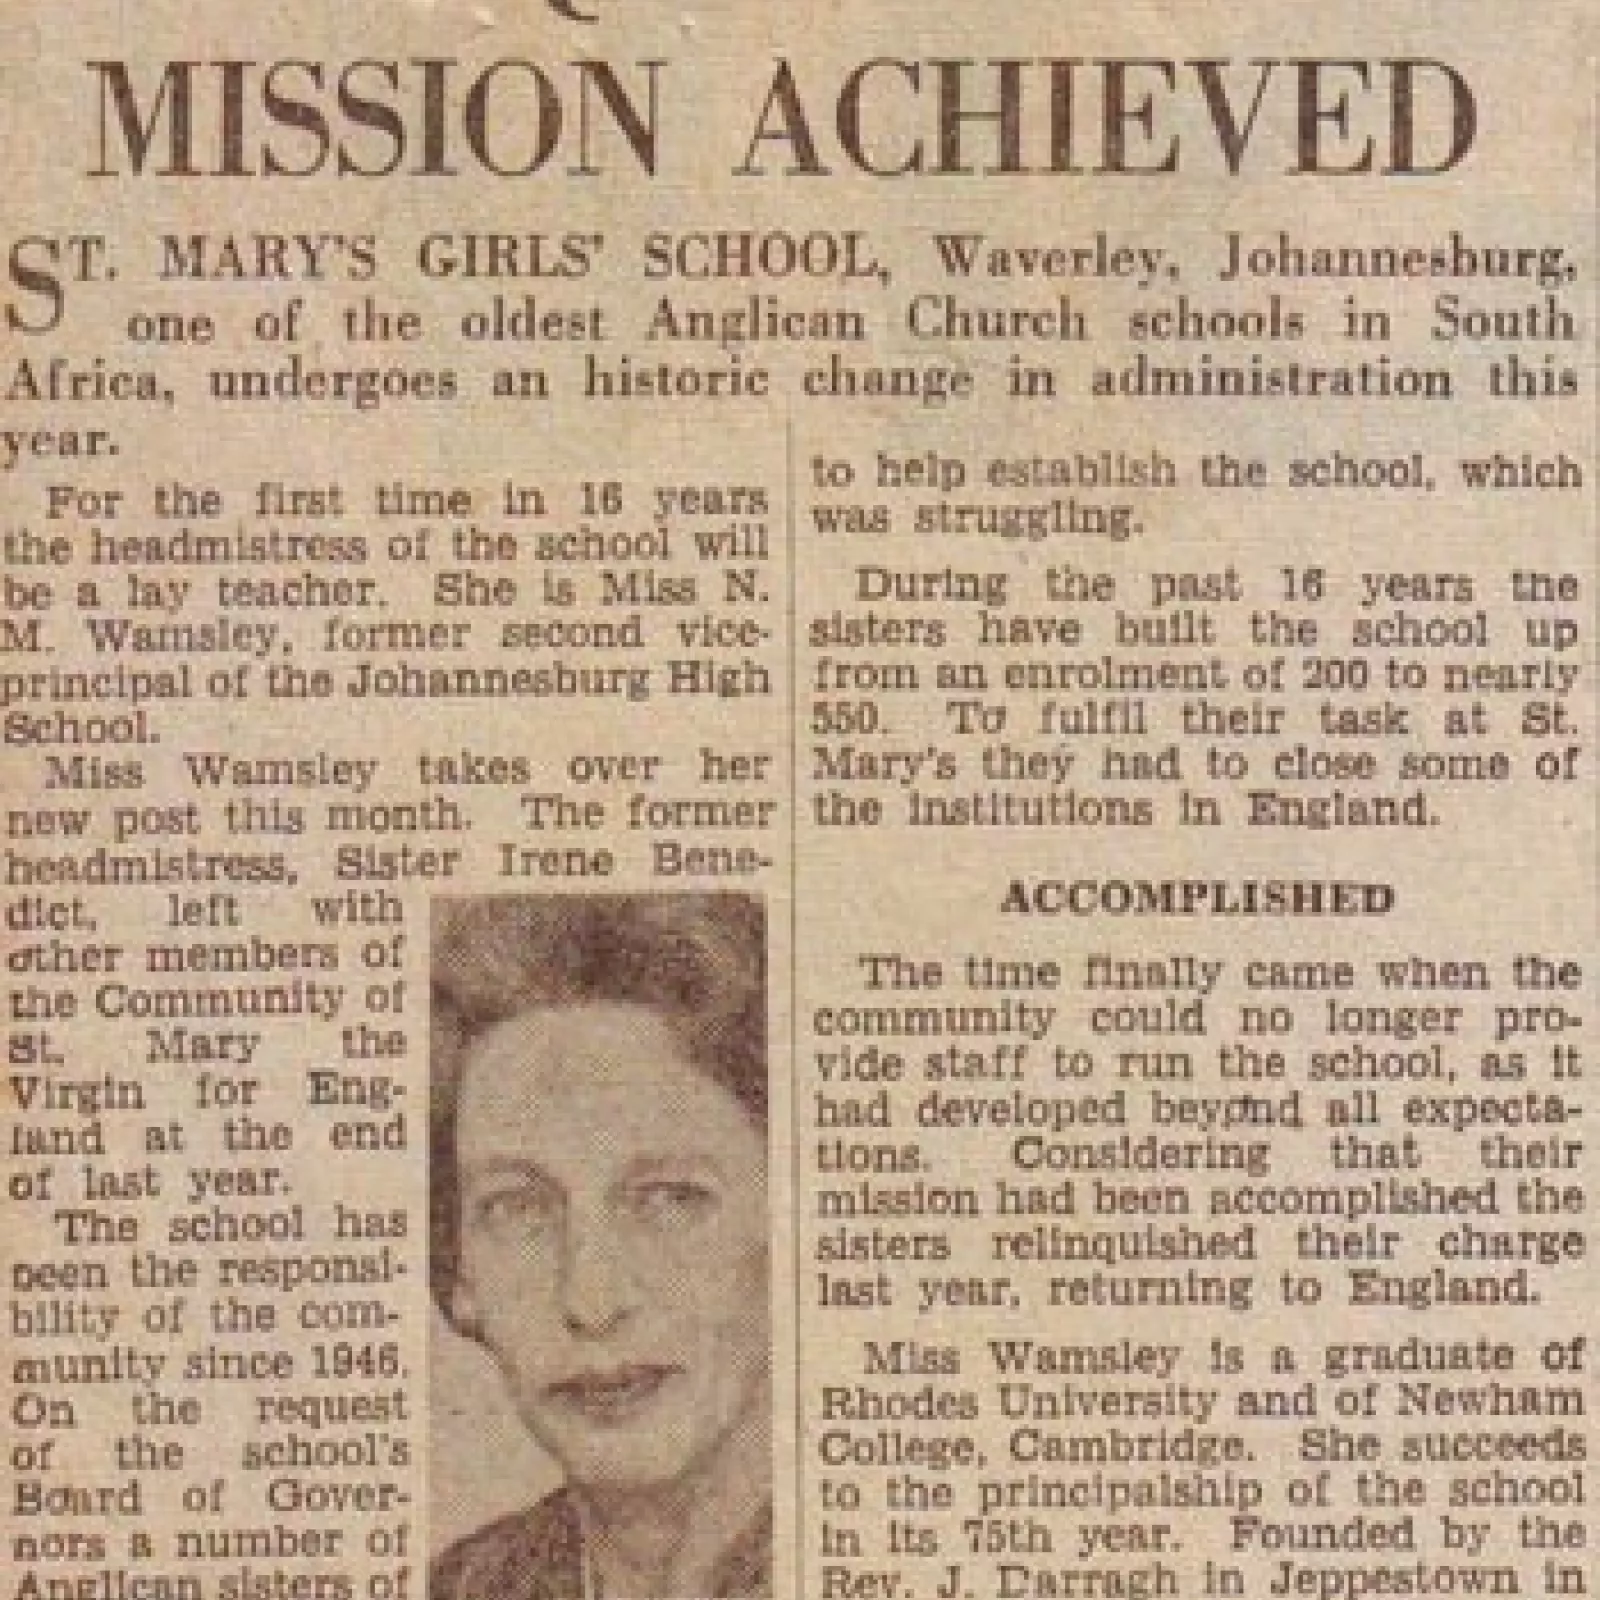 MISSION ACHIEVED
ST. MARY'S GIRLS' SCHOOL, Waverley, Johannesburg,
one of the oldest Anglican Church schools in South
Africa, undergoes an historic change in administration this
year.
For the first time in 16 years
the headmistress of the school will
be a lay teacher. She is Miss N.
M. Wamsley, former second vice-
principal of the Johannesburg High
School.
Miss Wamsley takes over her
new post this month. The former
headmistress, Sister Irene Bene-
dict, left with
other members of
the Community of
St. Mary the
Virgin for Eng-
land at the end
of last year.
The school has
been the responsi-
bility of the com-
munity since 1946.
On the request
of the school's
Board of Gover-
nors a number of
Anglican sisters of
to help establish the school, which
was struggling.
During the past 16 years the
sisters have built the school up
from an enrolment of 200 to nearly
550. To fulfil their task at St.
Mary's they had to close some of
the institutions in England.
ACCOMPLISHED
The time finally came when the
community could no longer pro-
vide staff to run the school, as it
had developed beyond all expecta-
tions. Considering that their
mission had been accomplished the
sisters relinquished their charge
last year, returning to England.
Miss Wamsley is a graduate of
Rhodes University and of Newham
College, Cambridge. She succeeds
to the principalship of the school
in its 75th year. Founded by the
Rev. J. Darragh in Jeppestown in